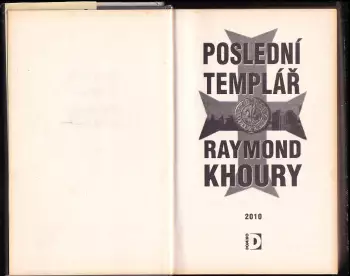 POSLEDNÍ
TEMPLÁŘ
RAYMOND
KHOURY
2010